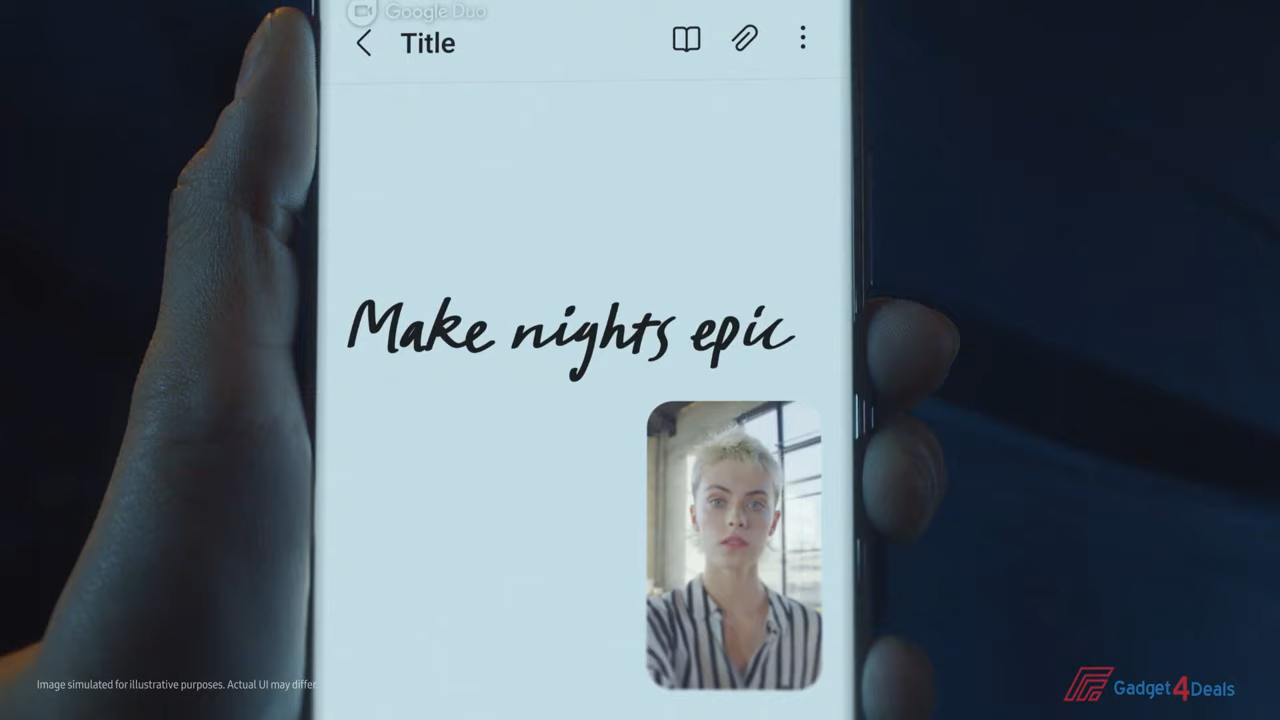 Google Duo
Title
Make nights epic
Image simulated for illustrative purposes. Actual UI may differ.
Gadget4Deals